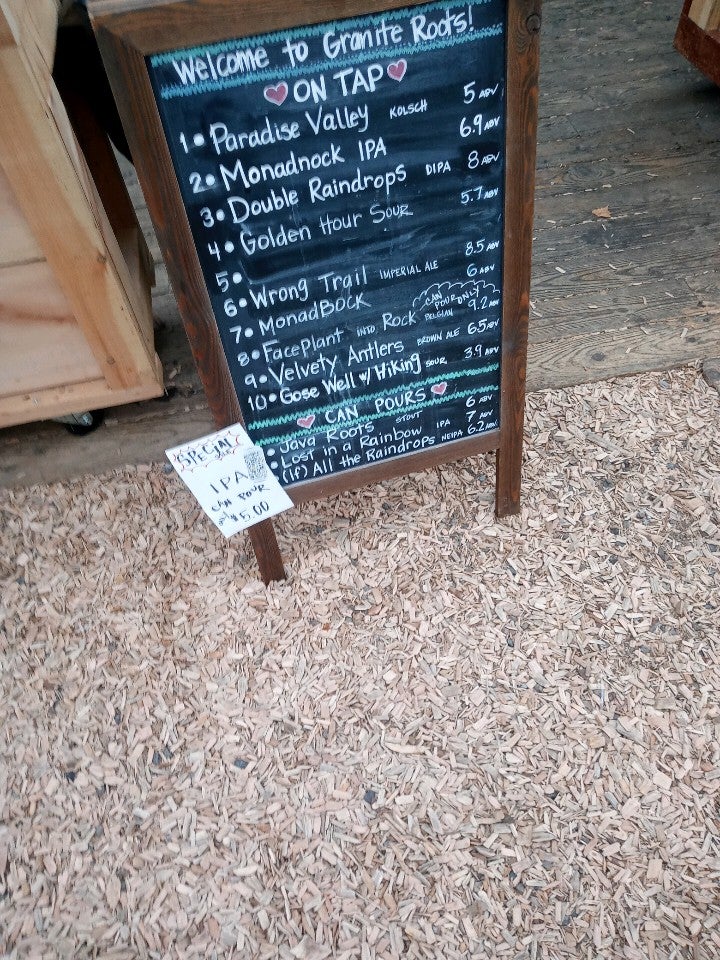 Welcome to Granite Roots!
ON TAP
1. Paradise Valley KOLSCH 5 ABV
2. Monadnock IPA 6.9 ABV
3. Double Raindrops DIPA 8 ABV
4. Golden Hour Sour 5.7 ABV
5.
6. Wrong Trail IMPERIAL ALE 8.5 ABV
7. MonadBOCK 6 ABV
CAN POUR ONLY
8. FacePlant INTO Rock BELGIAN 9.2 ABV
9. Velvety Antlers BROWN ALE 6.5 ABV
10. Gose Well w/ Hiking SOUR 3.9 ABV
CAN POURS
• Java Roots STOUT 6 ABV
• Lost in a Rainbow IPA 7 ABV
• (If) All the Raindrops NEIPA 6.2 ABV
SPECIAL
IPA
CAN POUR
$5.00